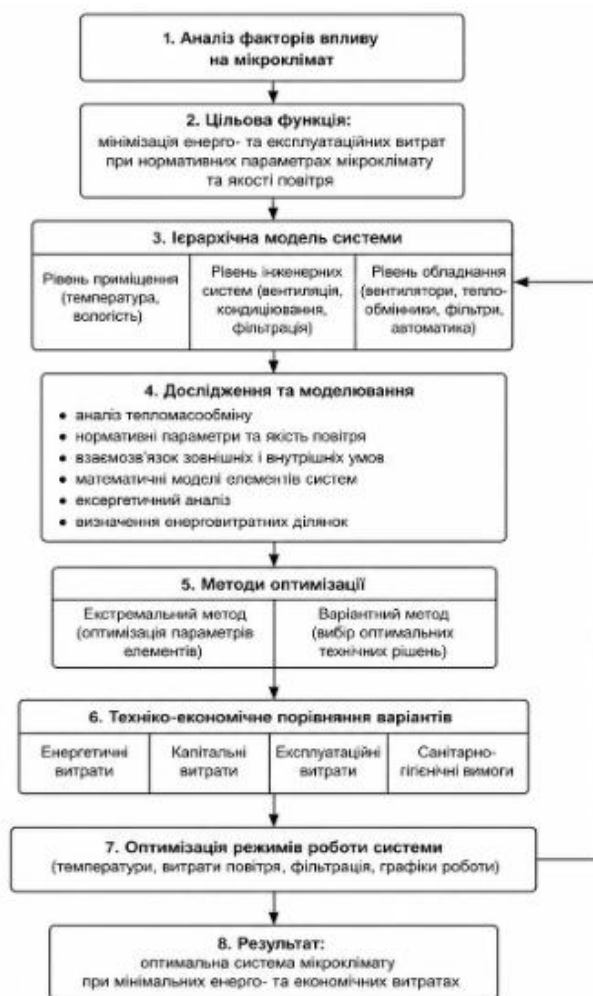 1. Аналіз факторів впливу
на мікроклімат
2. Цільова функція:
мінімізація енерго- та експлуатаційних витрат
при нормативних параметрах мікроклімату
та якості повітря
3. Ієрархічна модель системи
Рівень приміщення
(температура,
вологість)
Рівень інженерних
систем (вентиляція,
кондиціювання,
фільтрація)
Рівень обладнання
(вентилятори, тепло-
обмінники, фільтри,
автоматика)
4. Дослідження та моделювання
• аналіз тепломасообміну
• нормативні параметри та якість повітря
• взаємозв'язок зовнішніх і внутрішніх умов
• математичні моделі елементів систем
• ексергетичний аналіз
• визначення енерговитратних ділянок
5. Методи оптимізації
Екстремальний метод
(оптимізація параметрів
елементів)
Варіантний метод
(вибір оптимальних
технічних рішень)
6. Техніко-економічне порівняння варіантів
Енергетичні
витрати
Капітальні
витрати
Експлуатаційні
витрати
Санітарно-
гігієнічні вимоги
7. Оптимізація режимів роботи системи
(температури, витрати повітря, фільтрація, графіки роботи)
8. Результат:
оптимальна система мікроклімату
при мінімальних енерго- та економічних витратах